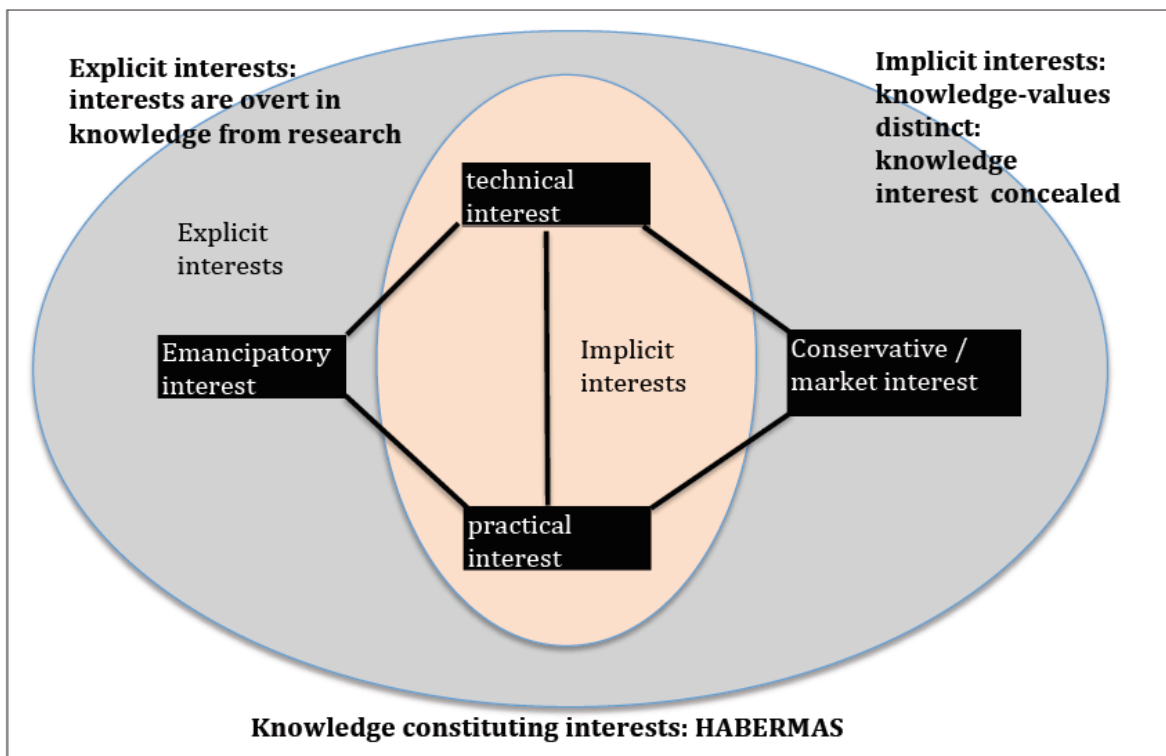 Explicit interests:
interests are overt in
knowledge from research
Implicit interests:
knowledge-values
distinct:
knowledge
interest concealed
technical
interest
Explicit
interests
Emancipatory
interest
Implicit
interests
Conservative /
market interest
practical
interest
Knowledge constituting interests: HABERMAS